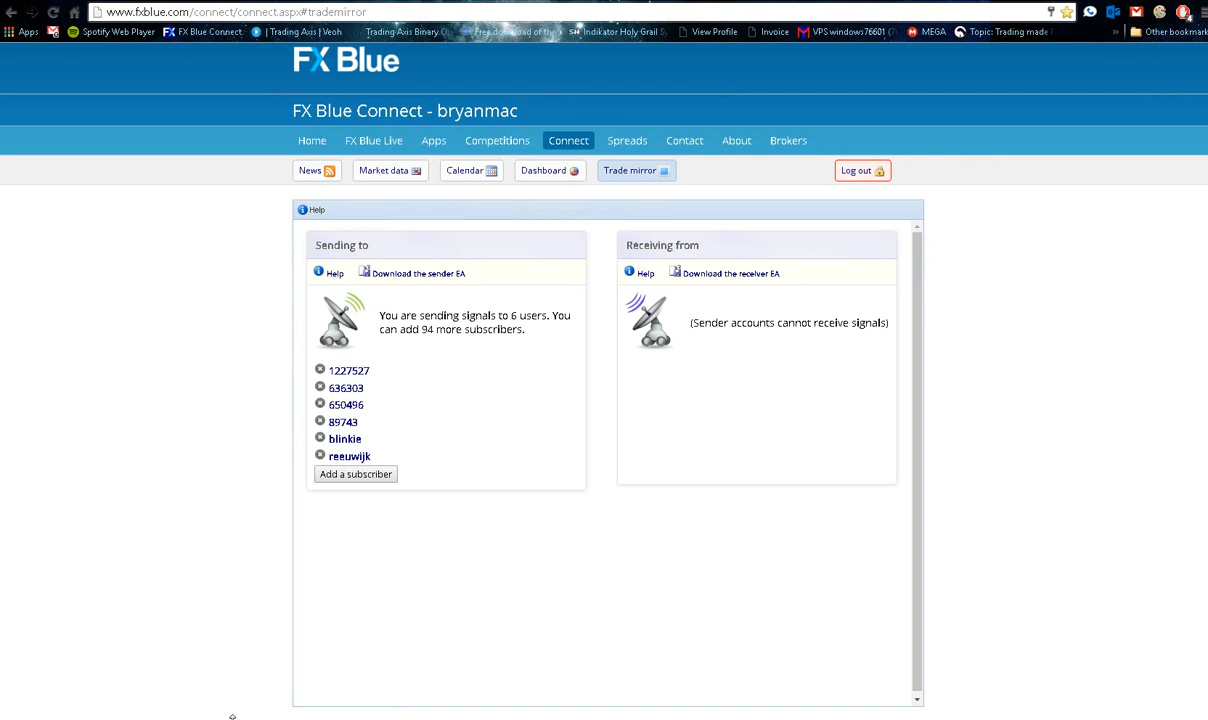 www.fxblue.com/connect/connect.aspx#trademirror
Apps Spotify Web Player FX Blue Connect | Trading Axis | Veoh Trading Axis Binary Free download of the Indikator Holy Grail S View Profile Invoice VPS windows76601 ( MEGA Topic: Trading made » Other bookmark
FX Blue
FX Blue Connect - bryanmac
Home FX Blue Live Apps Competitions Connect Spreads Contact About Brokers
News Market data Calendar Dashboard Trade mirror Log out
Help
Sending to
Help Download the sender EA
You are sending signals to 6 users. You
can add 94 more subscribers.
1227527
636303
650496
89743
blinkie
reeuwijk
Add a subscriber
Receiving from
Help Download the receiver EA
(Sender accounts cannot receive signals)